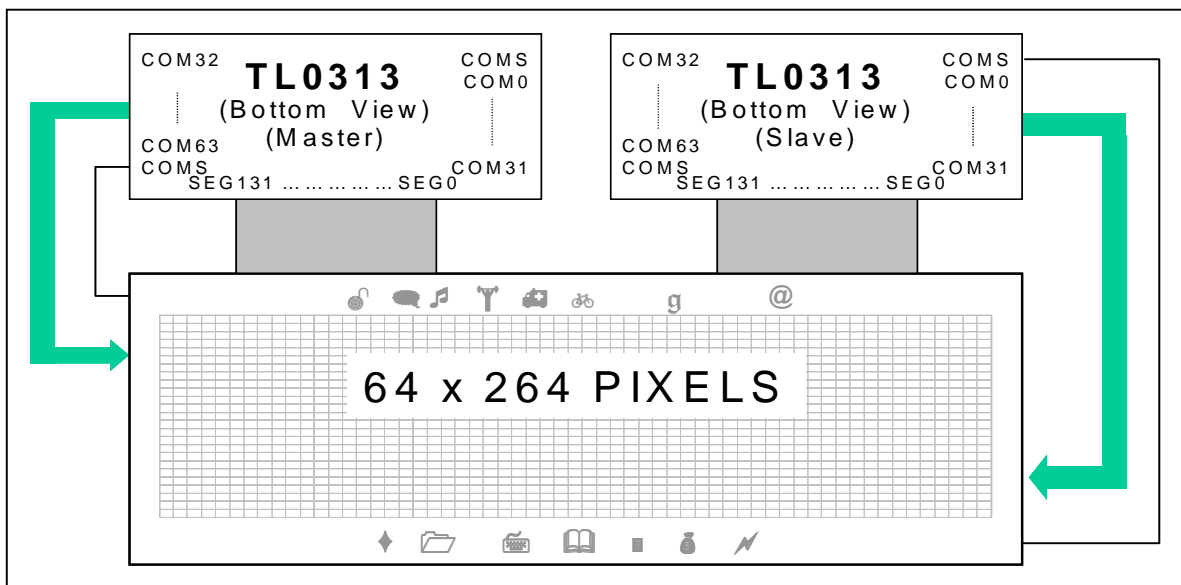 COM32 TL0313 COMS
COM0
(Bottom View)
(Master)
COM63
COMS COM31
SEG131 ... ... ... ... SEG0
COM32 TL0313 COMS
COM0
(Bottom View)
(Slave)
COM63
COMS COM31
SEG131 ... ... ... ... SEG0
g @
64 x 264 PIXELS